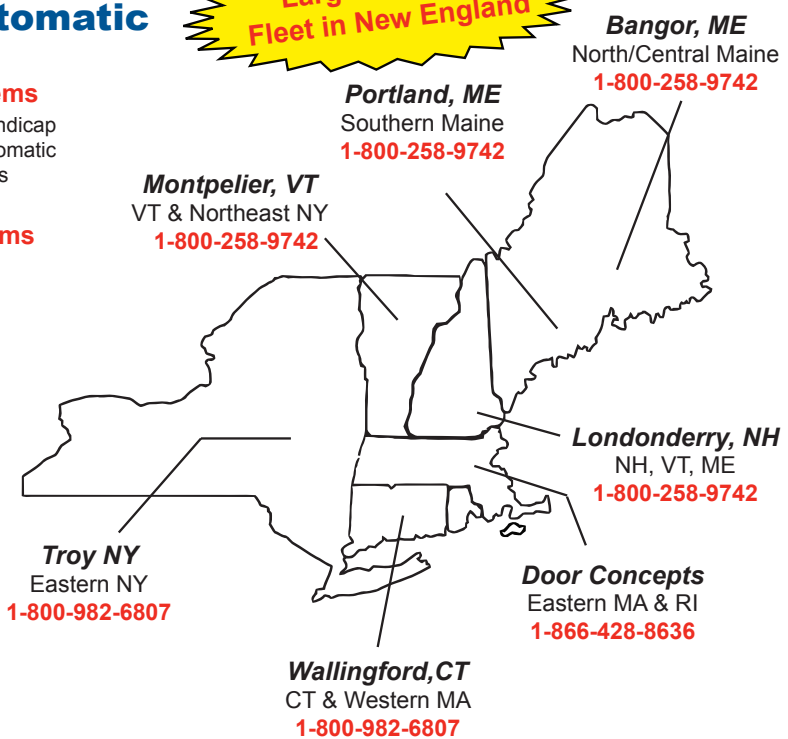 tomatic
Fleet in New England
ems
ndicap
omatic
s
ms
Bangor, ME
North/Central Maine
1-800-258-9742
Portland, ME
Southern Maine
1-800-258-9742
Montpelier, VT
VT & Northeast NY
1-800-258-9742
Londonderry, NH
NH, VT, ME
1-800-258-9742
Troy NY
Eastern NY
1-800-982-6807
Door Concepts
Eastern MA & RI
1-866-428-8636
Wallingford,CT
CT & Western MA
1-800-982-6807